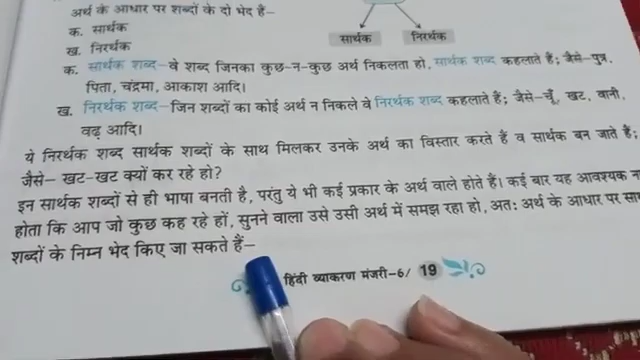 अर्थ के आधार पर शब्दों के दो भेद हैं–
क. सार्थक
ख. निरर्थक
सार्थक
निरर्थक
क. सार्थक शब्द– वे शब्द जिनका कुछ-न-कुछ अर्थ निकलता हो, सार्थक शब्द कहलाते हैं; जैसे–पुत्र,
पिता, चंद्रमा, आकाश आदि।
ख. निरर्थक शब्द– जिन शब्दों का कोई अर्थ न निकले वे निरर्थक शब्द कहलाते हैं; जैसे–चूँ, खट, वानी,
वढ़ आदि।
ये निरर्थक शब्द सार्थक शब्दों के साथ मिलकर उनके अर्थ का विस्तार करते हैं व सार्थक बन जाते हैं;
जैसे– खट-खट क्यों कर रहे हो?
इन सार्थक शब्दों से ही भाषा बनती है, परंतु ये भी कई प्रकार के अर्थ वाले होते हैं। कई बार यह आवश्यक
होता कि आप जो कुछ कह रहे हों, सुनने वाला उसे उसी अर्थ में समझ रहा हो, अतः अर्थ के आधार पर
शब्दों के निम्न भेद किए जा सकते हैं–
हिंदी व्याकरण मंजरी-6/ 19